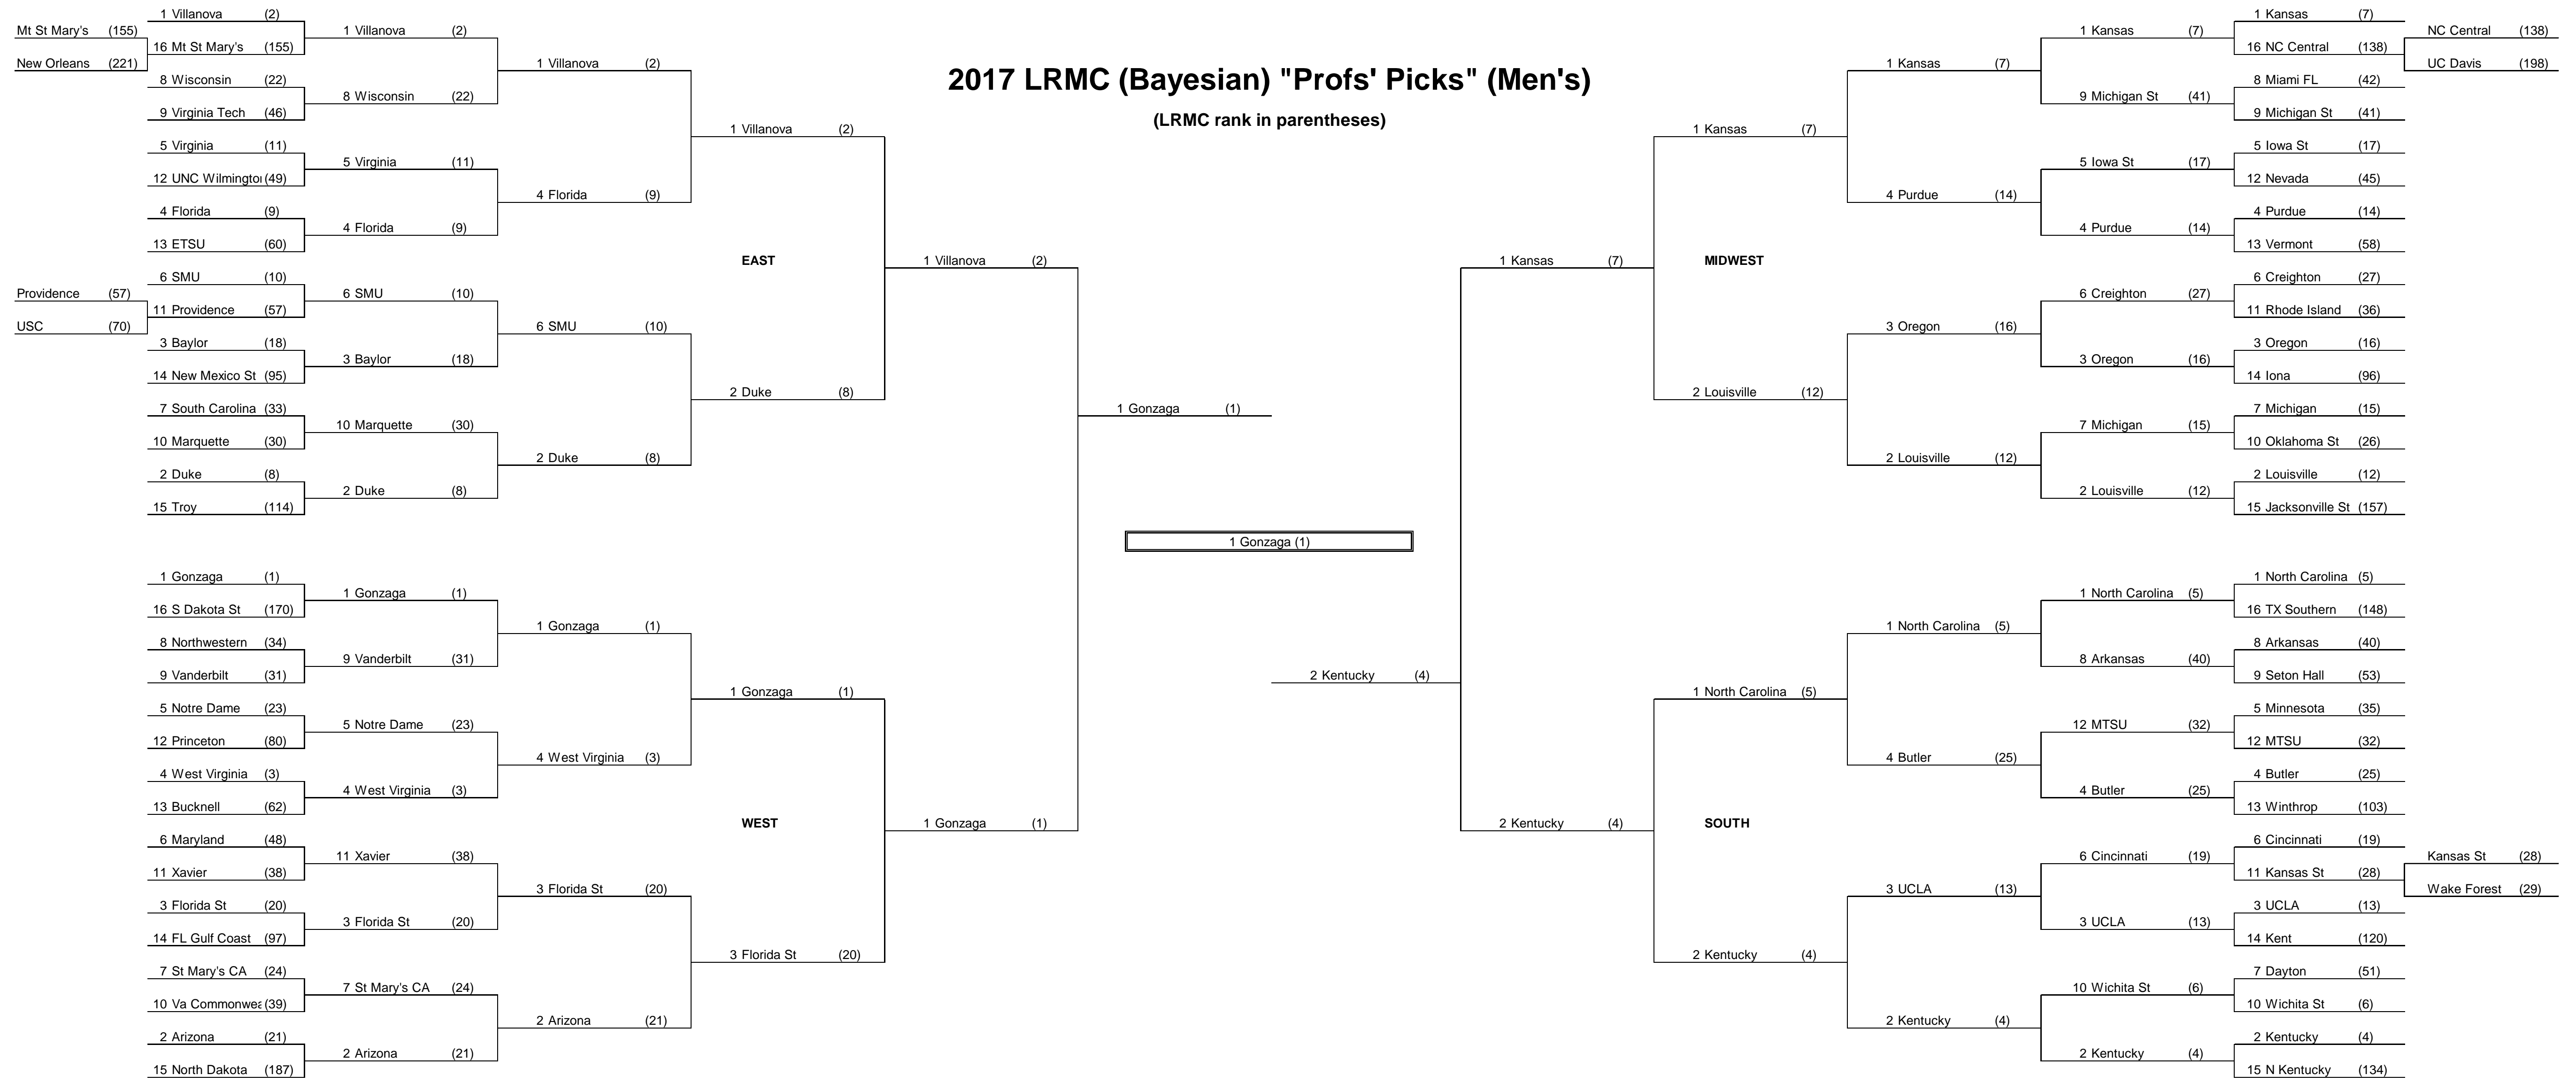 2017 LRMC (Bayesian) "Profs' Picks" (Men's)
(LRMC rank in parentheses)
Mt St Mary's (155)
New Orleans (221)
Providence (57)
USC (70)
1 Villanova (2)
16 Mt St Mary's (155)
8 Wisconsin (22)
9 Virginia Tech (46)
5 Virginia (11)
12 UNC Wilmington (49)
4 Florida (9)
13 ETSU (60)
6 SMU (10)
11 Providence (57)
3 Baylor (18)
14 New Mexico St (95)
7 South Carolina (33)
10 Marquette (30)
2 Duke (8)
15 Troy (114)
1 Villanova (2)
8 Wisconsin (22)
5 Virginia (11)
4 Florida (9)
6 SMU (10)
3 Baylor (18)
10 Marquette (30)
2 Duke (8)
1 Villanova (2)
4 Florida (9)
6 SMU (10)
2 Duke (8)
1 Villanova (2)
EAST
2 Duke (8)
1 Villanova (2)
1 Gonzaga (1)
16 S Dakota St (170)
8 Northwestern (34)
9 Vanderbilt (31)
5 Notre Dame (23)
12 Princeton (80)
4 West Virginia (3)
13 Bucknell (62)
6 Maryland (48)
11 Xavier (38)
3 Florida St (20)
14 FL Gulf Coast (97)
7 St Mary's CA (24)
10 Va Commonwea (39)
2 Arizona (21)
15 North Dakota (187)
1 Gonzaga (1)
9 Vanderbilt (31)
5 Notre Dame (23)
4 West Virginia (3)
11 Xavier (38)
3 Florida St (20)
7 St Mary's CA (24)
2 Arizona (21)
1 Gonzaga (1)
4 West Virginia (3)
3 Florida St (20)
2 Arizona (21)
1 Gonzaga (1)
WEST
3 Florida St (20)
1 Gonzaga (1)
1 Gonzaga (1)
1 Gonzaga (1)
2 Kentucky (4)
1 Kansas (7)
1 Kansas (7)
MIDWEST
2 Louisville (12)
1 Kansas (7)
4 Purdue (14)
3 Oregon (16)
2 Louisville (12)
1 Kansas (7)
9 Michigan St (41)
5 Iowa St (17)
4 Purdue (14)
6 Creighton (27)
3 Oregon (16)
7 Michigan (15)
2 Louisville (12)
1 Kansas (7)
16 NC Central (138)
8 Miami FL (42)
9 Michigan St (41)
5 Iowa St (17)
12 Nevada (45)
4 Purdue (14)
13 Vermont (58)
6 Creighton (27)
11 Rhode Island (36)
3 Oregon (16)
14 Iona (96)
7 Michigan (15)
10 Oklahoma St (26)
2 Louisville (12)
15 Jacksonville St (157)
NC Central (138)
UC Davis (198)
2 Kentucky (4)
1 North Carolina (5)
SOUTH
2 Kentucky (4)
1 North Carolina (5)
4 Butler (25)
3 UCLA (13)
2 Kentucky (4)
1 North Carolina (5)
8 Arkansas (40)
12 MTSU (32)
4 Butler (25)
6 Cincinnati (19)
3 UCLA (13)
10 Wichita St (6)
2 Kentucky (4)
1 North Carolina (5)
16 TX Southern (148)
8 Arkansas (40)
9 Seton Hall (53)
5 Minnesota (35)
12 MTSU (32)
4 Butler (25)
13 Winthrop (103)
6 Cincinnati (19)
11 Kansas St (28)
3 UCLA (13)
14 Kent (120)
7 Dayton (51)
10 Wichita St (6)
2 Kentucky (4)
15 N Kentucky (134)
Kansas St (28)
Wake Forest (29)